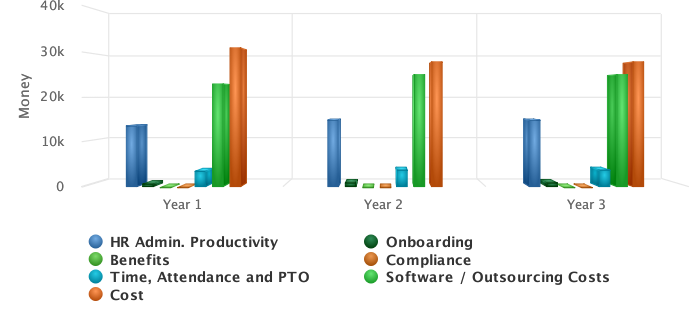 40k
30k
20k
10k
0
Money
Year 1 Year 2 Year 3
HR Admin. Productivity Onboarding
Benefits Compliance
Time, Attendance and PTO Software / Outsourcing Costs
Cost